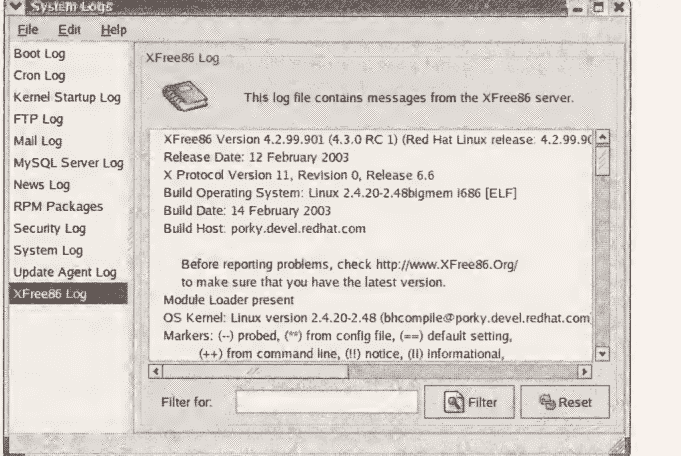 System Logs
File Edit Help
Boot Log
Cron Log
Kernel Startup Log
FTP Log
Mail Log
MySQL Server Log
News Log
RPM Packages
Security Log
System Log
Update Agent Log
XFree86 Log
XFree86 Log
This log file contains messages from the XFree86 server.
XFree86 Version 4.2.99.901 (4.3.0 RC 1) (Red Hat Linux release: 4.2.99.90
Release Date: 12 February 2003
X Protocol Version 11, Revision 0, Release 6.6
Build Operating System: Linux 2.4.20-2.48bigmem i686 [ELF]
Build Date: 14 February 2003
Build Host: porky.devel.redhat.com
Before reporting problems, check http://www.XFree86.Org/
to make sure that you have the latest version.
Module Loader present
OS Kernel: Linux version 2.4.20-2.48 (bhcompile@porky.devel.redhat.com
Markers: (--) probed, (**) from config file, (==) default setting,
(++) from command line, (!!) notice, (II) informational,
Filter for:
Filter
Reset